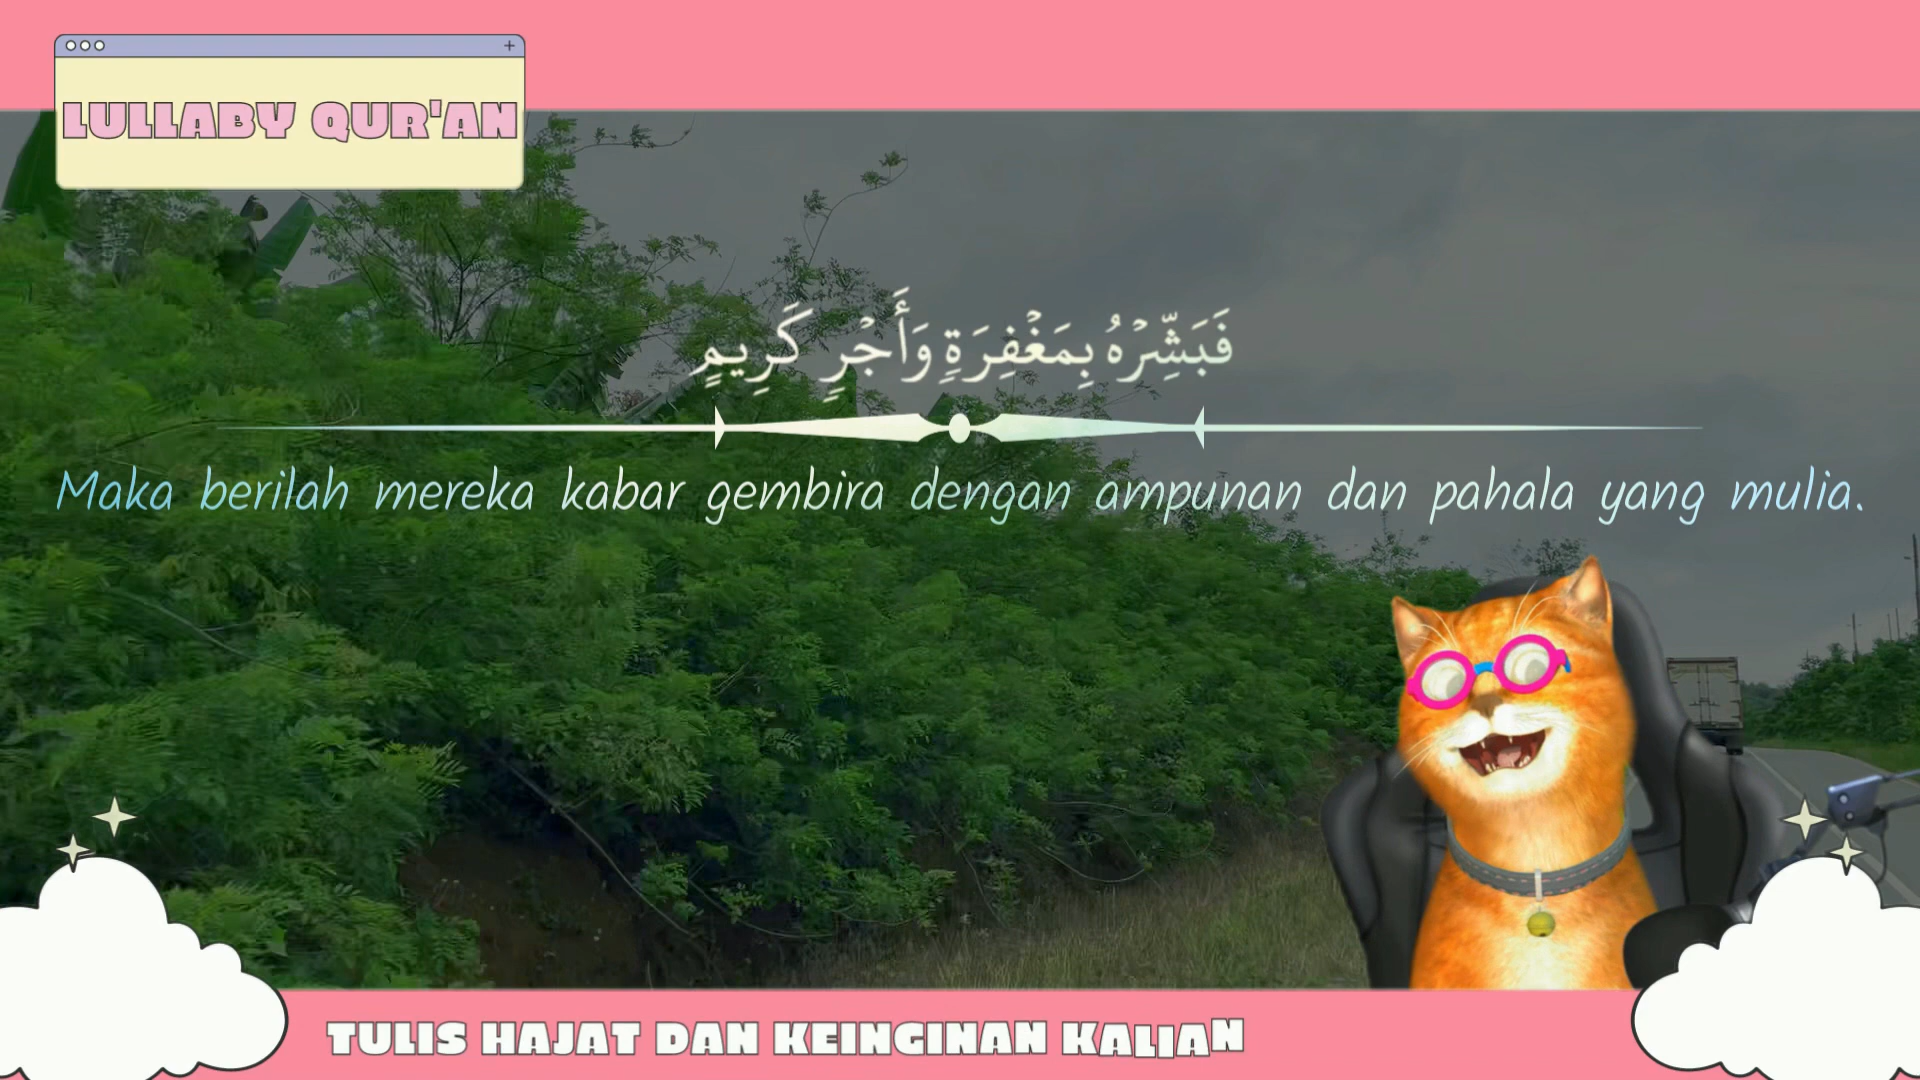 LULLABY QUR'AN
فَبَشِّرْهُ بِمَغْفِرَةٍ وَأَجْرٍ كَرِيمٍ
Maka berilah mereka kabar gembira dengan ampunan dan pahala yang mulia.
TULIS HAJAT DAN KEINGINAN KALIAN